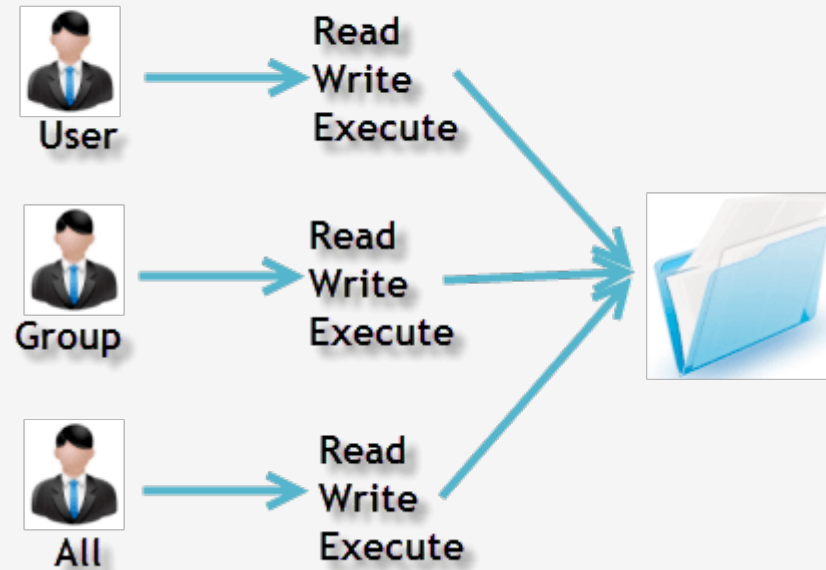 User
Read
Write
Execute
Group
Read
Write
Execute
All
Read
Write
Execute